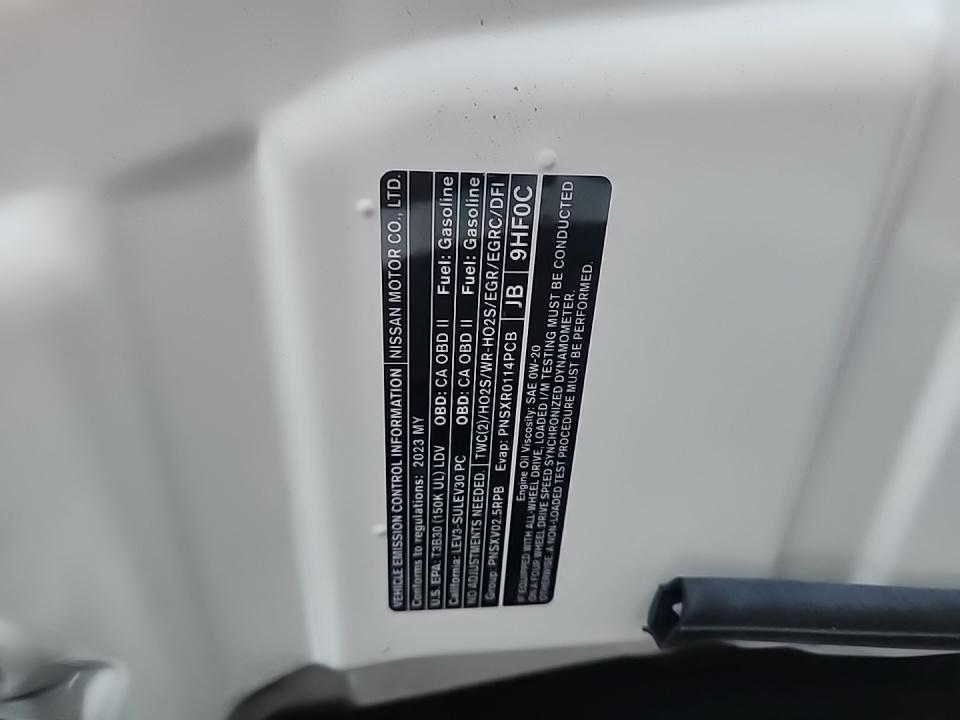 VEHICLE EMISSION CONTROL INFORMATION NISSAN MOTOR CO., LTD.
Conforms to regulations: 2023 MY
U.S. EPA: T3B30 (150K UL) LDV OBD: CA OBD II Fuel: Gasoline
California: LEV3-SULEV30 PC OBD: CA OBD II Fuel: Gasoline
NO ADJUSTMENTS NEEDED. TWC(2)/HO2S/WR-HO2S/EGR/EGRC/DFI
Group: PNSXV02.5RPB Evap: PNSXR0114PCB JB 9HF0C
Engine Oil Viscosity: SAE 0W-20
IF EQUIPPED WITH ALL-WHEEL DRIVE, LOADED I/M TESTING MUST BE CONDUCTED
ON A FOUR WHEEL DRIVE SPEED SYNCHRONIZED DYNAMOMETER.
OTHERWISE, A NON-LOADED TEST PROCEDURE MUST BE PERFORMED.